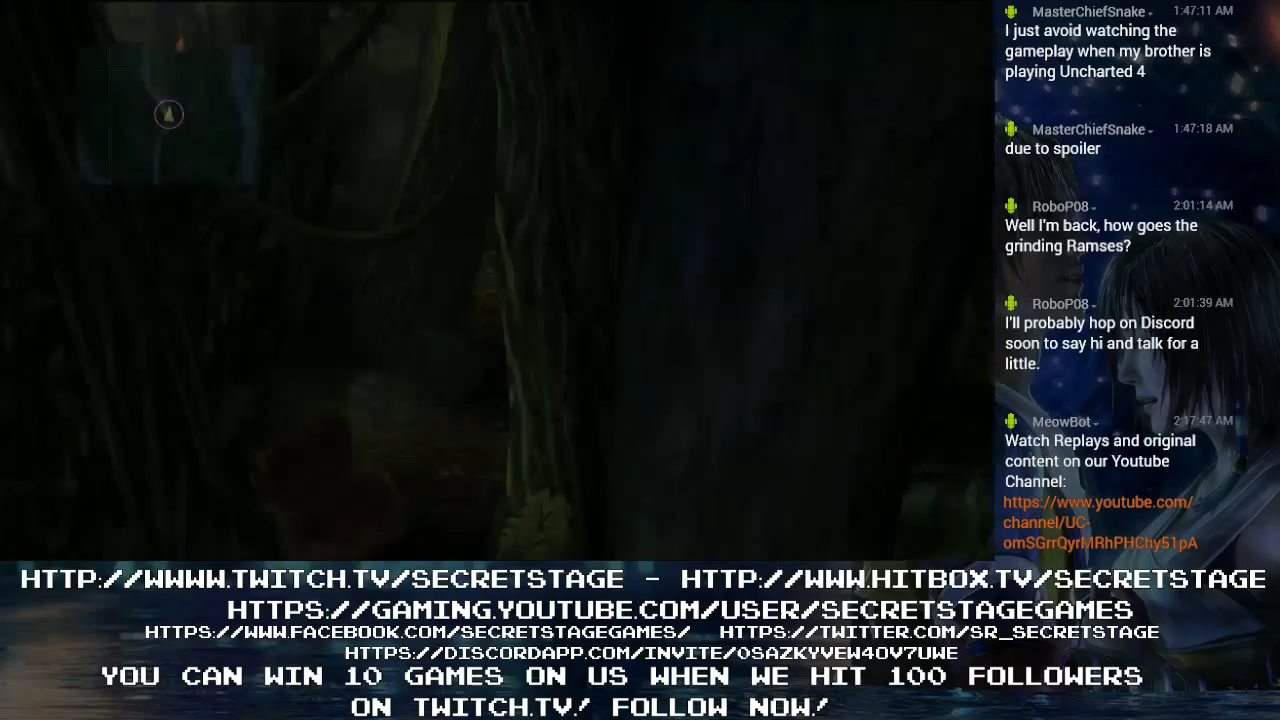 MasterChiefSnake 1:47:11 AM
I just avoid watching the
gameplay when my brother is
playing Uncharted 4
MasterChiefSnake 1:47:18 AM
due to spoiler
RoboP08 2:01:14 AM
Well I'm back, how goes the
grinding Ramses?
RoboP08 2:01:39 AM
I'll probably hop on Discord
soon to say hi and talk for a
little.
MeowBot 2:17:47 AM
Watch Replays and original
content on our Youtube
Channel:
https://www.youtube.com/
channel/UC-
omSGrrQyrMRhPHChy51pA
HTTP://WWWW.TWITCH.TV/SECRETSTAGE - HTTP://WWW.HITBOX.TV/SECRETSTAGE
HTTPS://GAMING.YOUTUBE.COM/USER/SECRETSTAGEGAMES
HTTPS://WWW.FACEBOOK.COM/SECRETSTAGEGAMES/ HTTPS://TWITTER.COM/SR_SECRETSTAGE
HTTPS://DISCORDAPP.COM/INVITE/0SAZKYVEW4OV7UWE
YOU CAN WIN 10 GAMES ON US WHEN WE HIT 100 FOLLOWERS
ON TWITCH.TV! FOLLOW NOW!